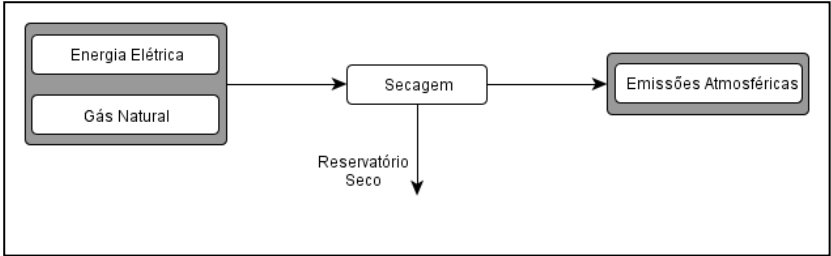 Energia Elétrica
Gás Natural
Secagem
Emissões Atmosféricas
Reservatório
Seco